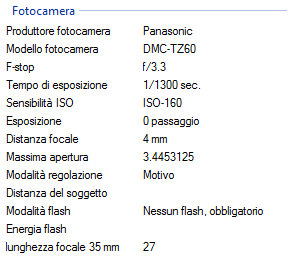 Fotocamera
Produttore fotocamera Panasonic
Modello fotocamera DMC-TZ60
F-stop f/3.3
Tempo di esposizione 1/1300 sec.
Sensibilità ISO ISO-160
Esposizione 0 passaggio
Distanza focale 4 mm
Massima apertura 3.4453125
Modalità regolazione Motivo
Distanza del soggetto
Modalità flash Nessun flash, obbligatorio
Energia flash
lunghezza focale 35 mm 27